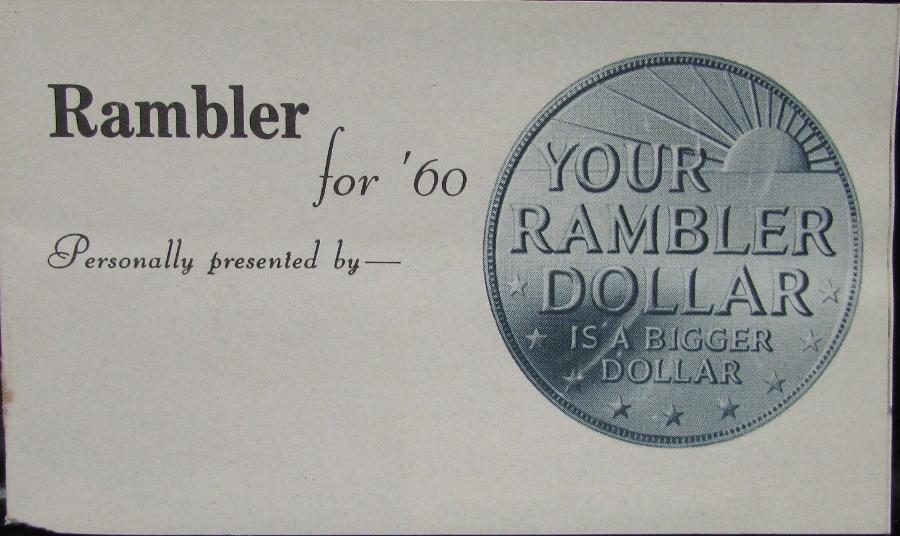 Rambler
for '60
Personally presented by—
YOUR
RAMBLER
DOLLAR
IS A BIGGER
DOLLAR